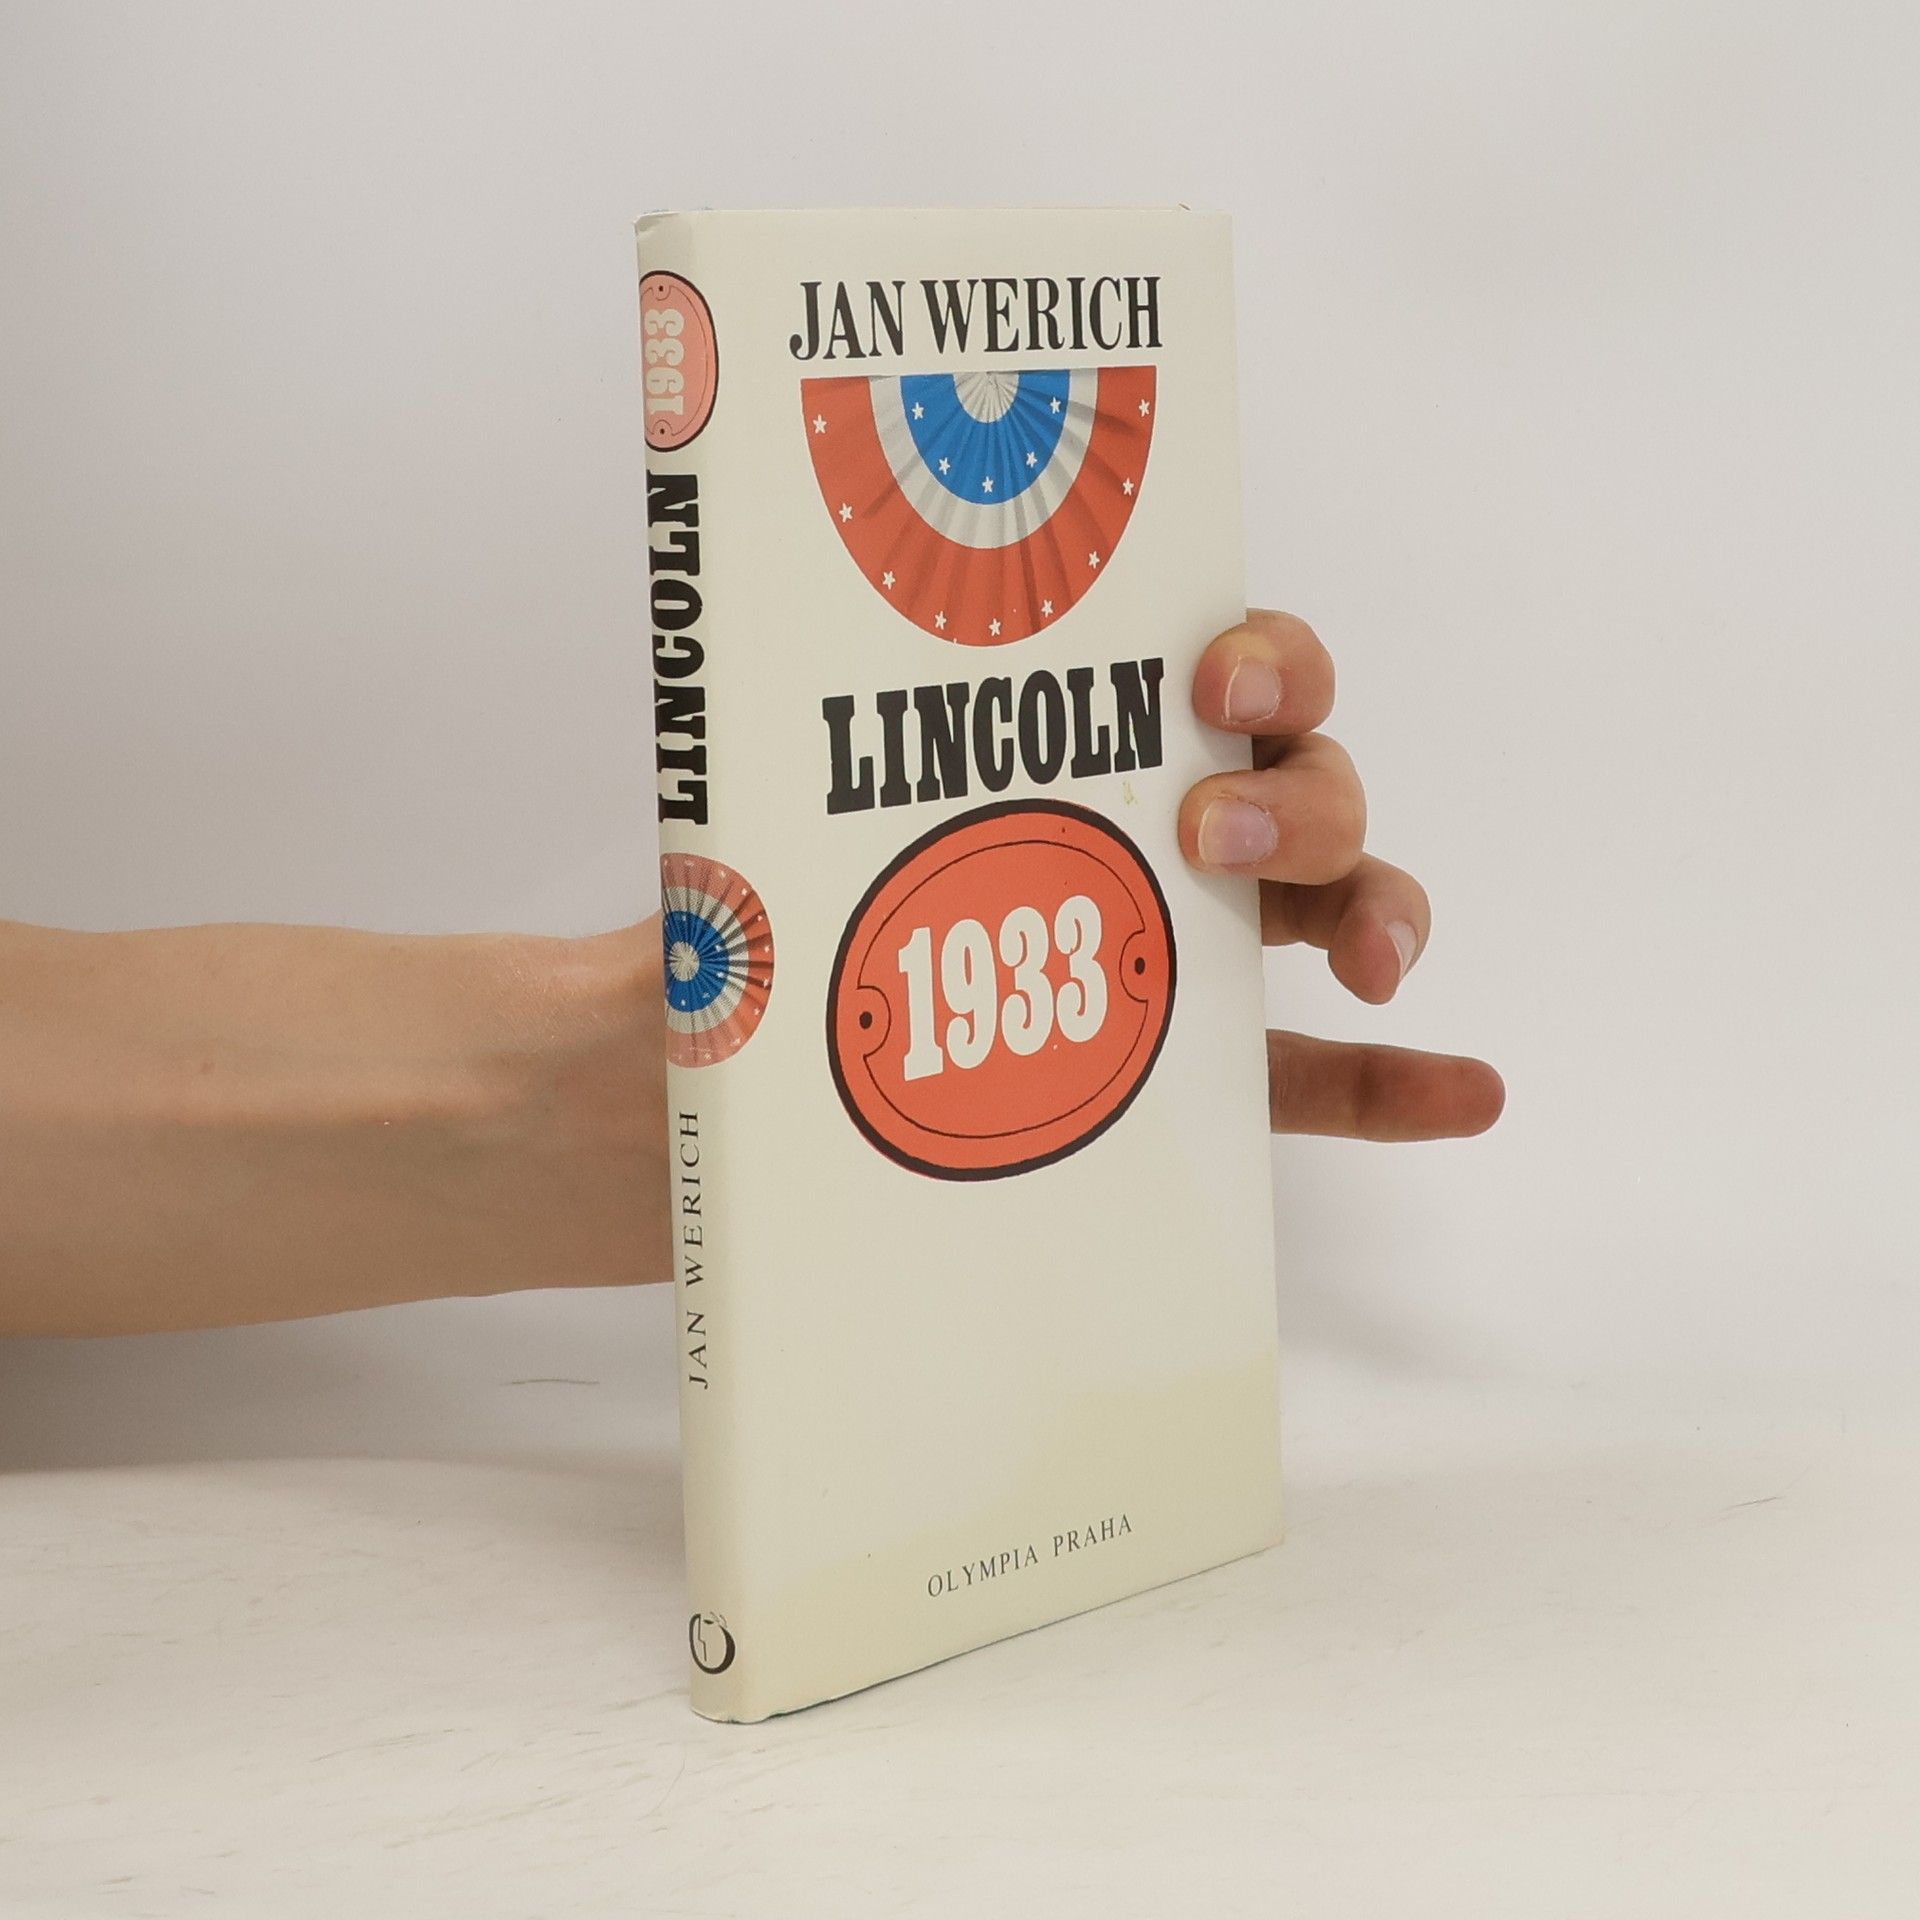 JAN WERICH
LINCOLN
1933
OLYMPIA PRAHA
1933
LINCOLN
JAN WERICH